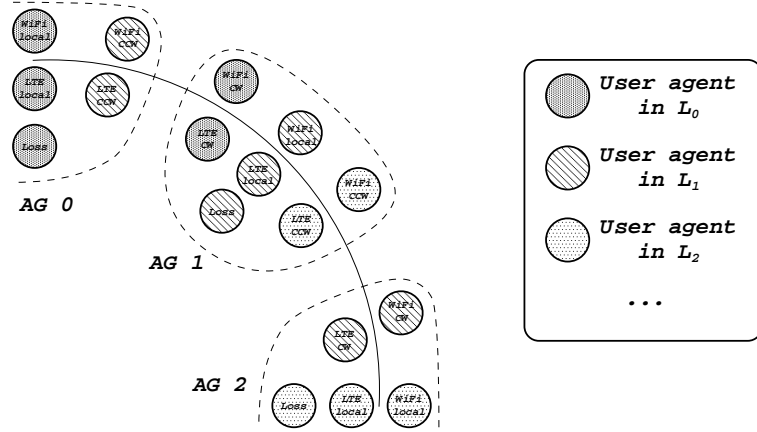 WiFi
local
WiFi
CCW
LTE
local
LTE
CCW
Loss
AG 0
WiFi
CW
LTE
CW
WiFi
local
LTE
local
WiFi
CCW
Loss
LTE
CCW
AG 1
WiFi
CW
LTE
CW
AG 2
Loss
LTE
local
WiFi
local
User agent
in L0
User agent
in L1
User agent
in L2
...